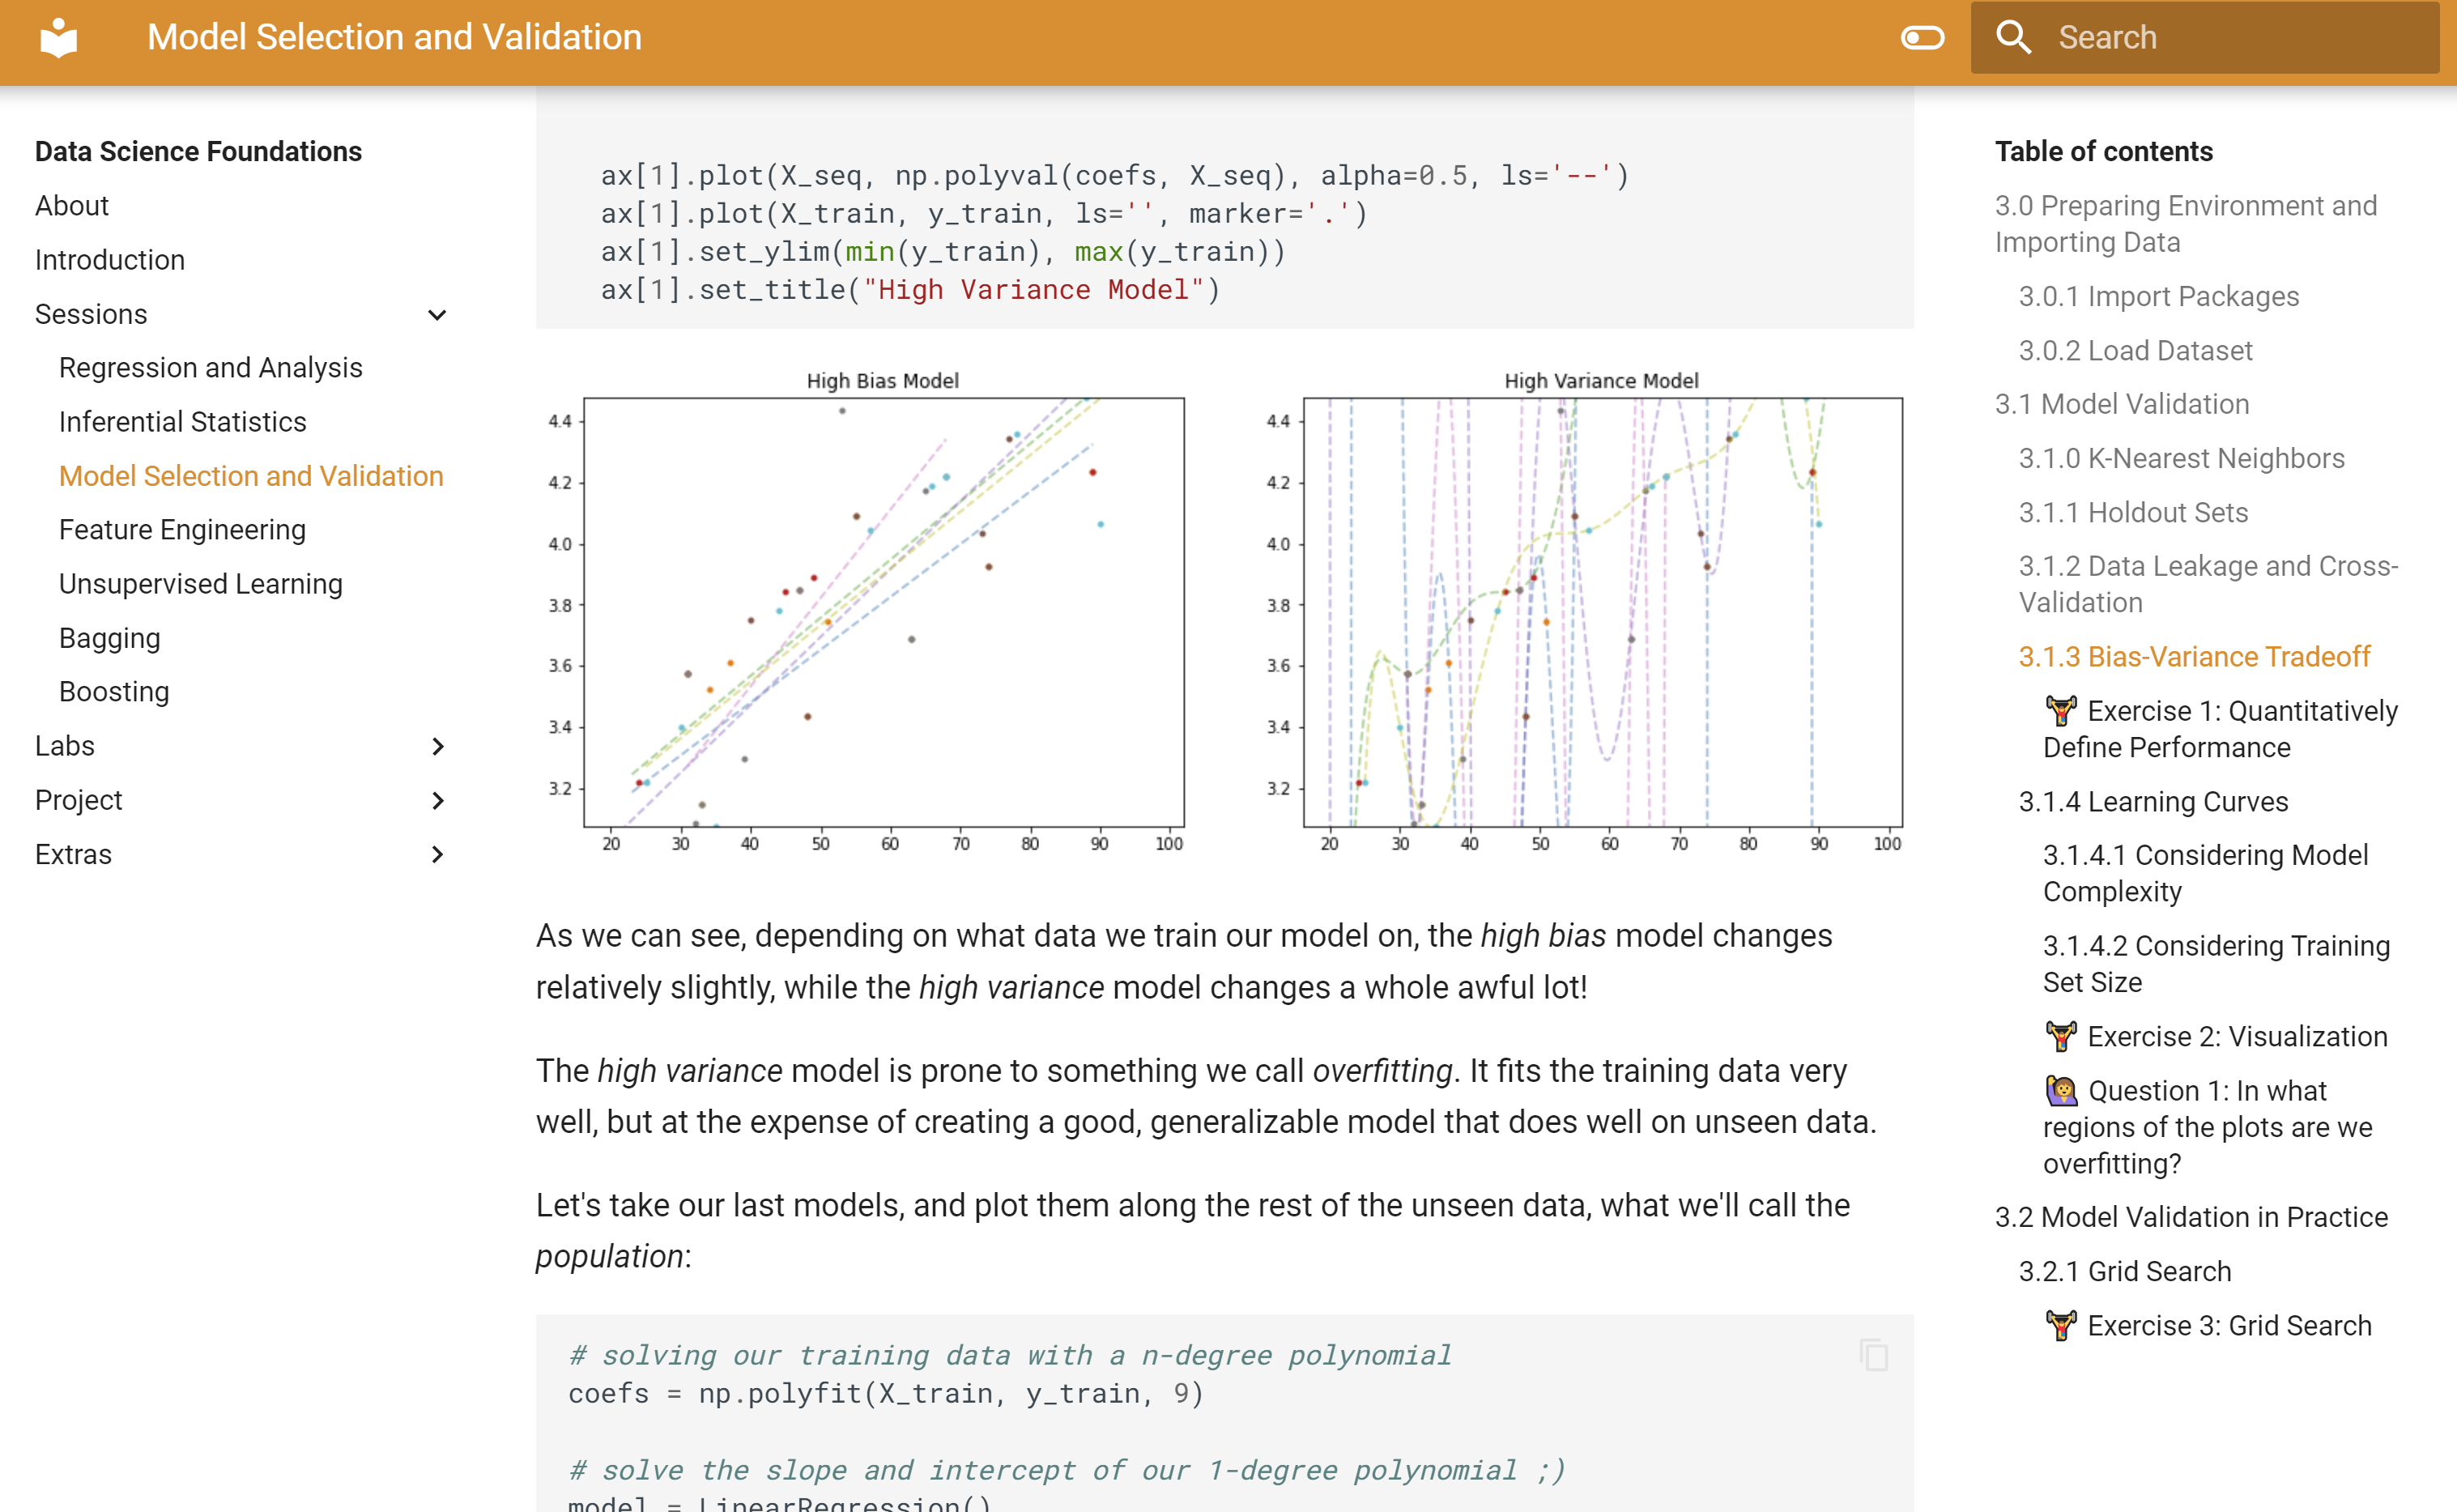 Model Selection and Validation
Search
Data Science Foundations
About
Introduction
Sessions
Regression and Analysis
Inferential Statistics
Model Selection and Validation
Feature Engineering
Unsupervised Learning
Bagging
Boosting
Labs
Project
Extras
ax[1].plot(X_seq, np.polyval(coefs, X_seq), alpha=0.5, ls='--')
ax[1].plot(X_train, y_train, ls='', marker='.')
ax[1].set_ylim(min(y_train), max(y_train))
ax[1].set_title("High Variance Model")
High Bias Model
4.4
4.2
4.0
3.8
3.6
3.4
3.2
20 30 40 50 60 70 80 90 100
High Variance Model
4.4
4.2
4.0
3.8
3.6
3.4
3.2
20 30 40 50 60 70 80 90 100
As we can see, depending on what data we train our model on, the high bias model changes
relatively slightly, while the high variance model changes a whole awful lot!
The high variance model is prone to something we call overfitting. It fits the training data very
well, but at the expense of creating a good, generalizable model that does well on unseen data.
Let's take our last models, and plot them along the rest of the unseen data, what we'll call the
population:
# solving our training data with a n-degree polynomial
coefs = np.polyfit(X_train, y_train, 9)
# solve the slope and intercept of our 1-degree polynomial ;)
model = LinearRegression()
Table of contents
3.0 Preparing Environment and
Importing Data
3.0.1 Import Packages
3.0.2 Load Dataset
3.1 Model Validation
3.1.0 K-Nearest Neighbors
3.1.1 Holdout Sets
3.1.2 Data Leakage and Cross-
Validation
3.1.3 Bias-Variance Tradeoff
🏋️ Exercise 1: Quantitatively
Define Performance
3.1.4 Learning Curves
3.1.4.1 Considering Model
Complexity
3.1.4.2 Considering Training
Set Size
🏋️ Exercise 2: Visualization
🙋 Question 1: In what
regions of the plots are we
overfitting?
3.2 Model Validation in Practice
3.2.1 Grid Search
🏋️ Exercise 3: Grid Search